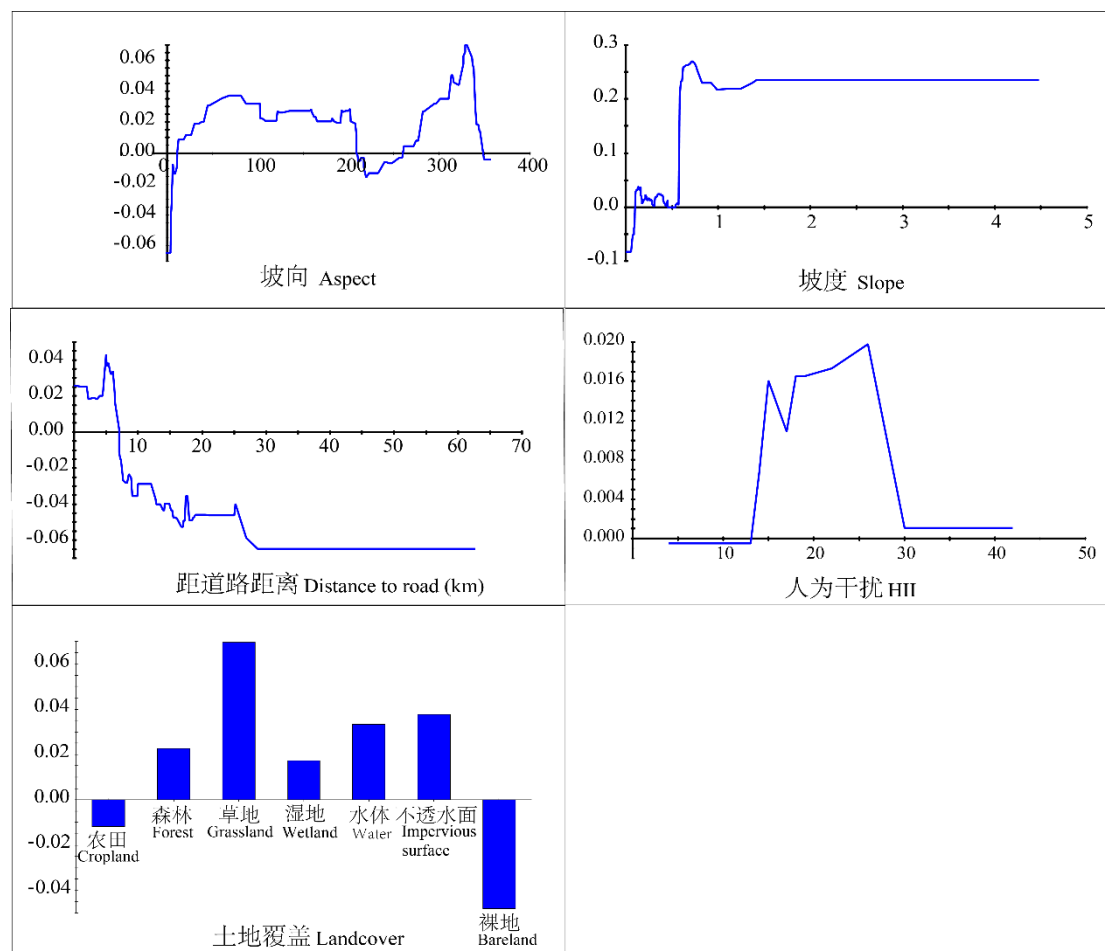 0.06
0.04
0.02
0.00
-0.02
-0.04
-0.06
0
100
200
300
400
坡向 Aspect
0.3
0.2
0.1
0.0
-0.1
1
2
3
4
5
坡度 Slope
0.04
0.02
0.00
-0.02
-0.04
-0.06
10
20
30
40
50
60
70
距道路距离 Distance to road (km)
0.020
0.016
0.012
0.008
0.004
0.000
10
20
30
40
50
人为干扰 HII
0.06
0.04
0.02
0.00
-0.02
-0.04
农田
Cropland
森林
Forest
草地
Grassland
湿地
Wetland
水体
Water
不透水面
Impervious
surface
裸地
Bareland
土地覆盖 Landcover